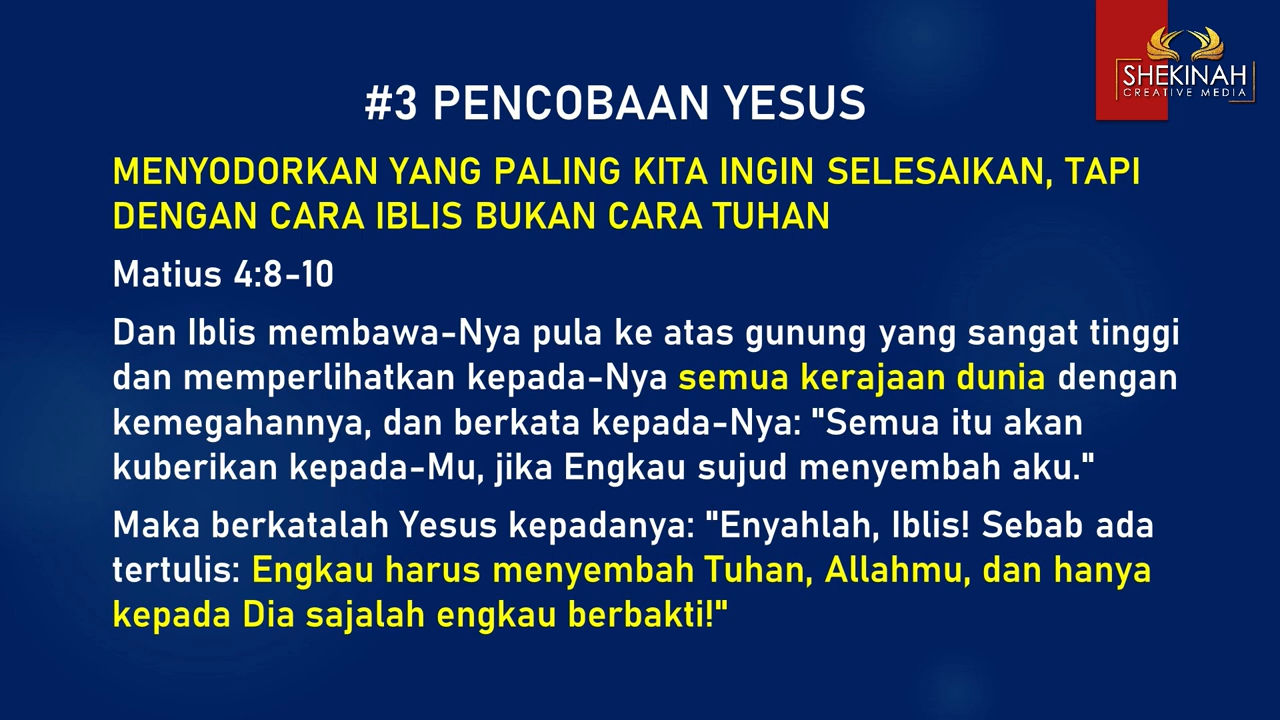 SHEKINAH
CREATIVE MEDIA
#3 PENCOBAAN YESUS
MENYODORKAN YANG PALING KITA INGIN SELESAIKAN, TAPI
DENGAN CARA IBLIS BUKAN CARA TUHAN
Matius 4:8-10
Dan Iblis membawa-Nya pula ke atas gunung yang sangat tinggi
dan memperlihatkan kepada-Nya semua kerajaan dunia dengan
kemegahannya, dan berkata kepada-Nya: "Semua itu akan
kuberikan kepada-Mu, jika Engkau sujud menyembah aku."
Maka berkatalah Yesus kepadanya: "Enyahlah, Iblis! Sebab ada
tertulis: Engkau harus menyembah Tuhan, Allahmu, dan hanya
kepada Dia sajalah engkau berbakti!"